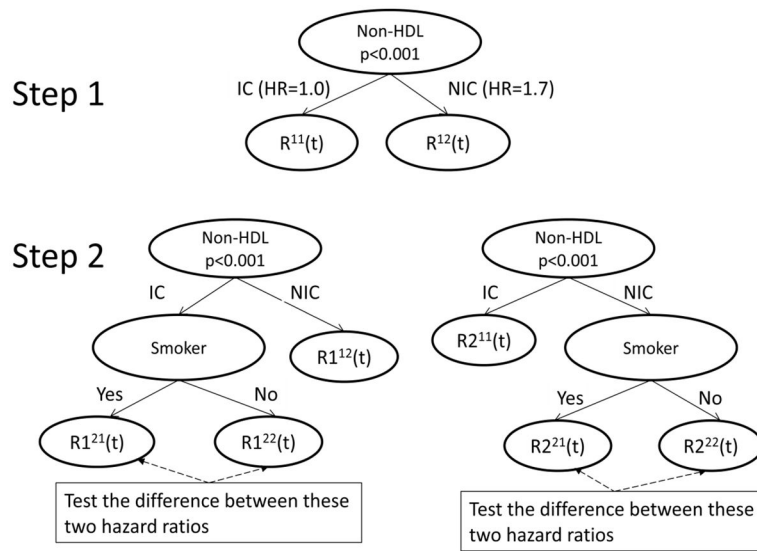 Step 1
Non-HDL
p<0.001
IC (HR=1.0)
NIC (HR=1.7)
R¹¹(t)
R¹²(t)
Step 2
Non-HDL
p<0.001
IC
NIC
Smoker
R1¹²(t)
Yes
No
R1²¹(t)
R1²²(t)
Test the difference between these
two hazard ratios
Non-HDL
p<0.001
IC
NIC
R2¹¹(t)
Smoker
Yes
No
R2²¹(t)
R2²²(t)
Test the difference between these
two hazard ratios